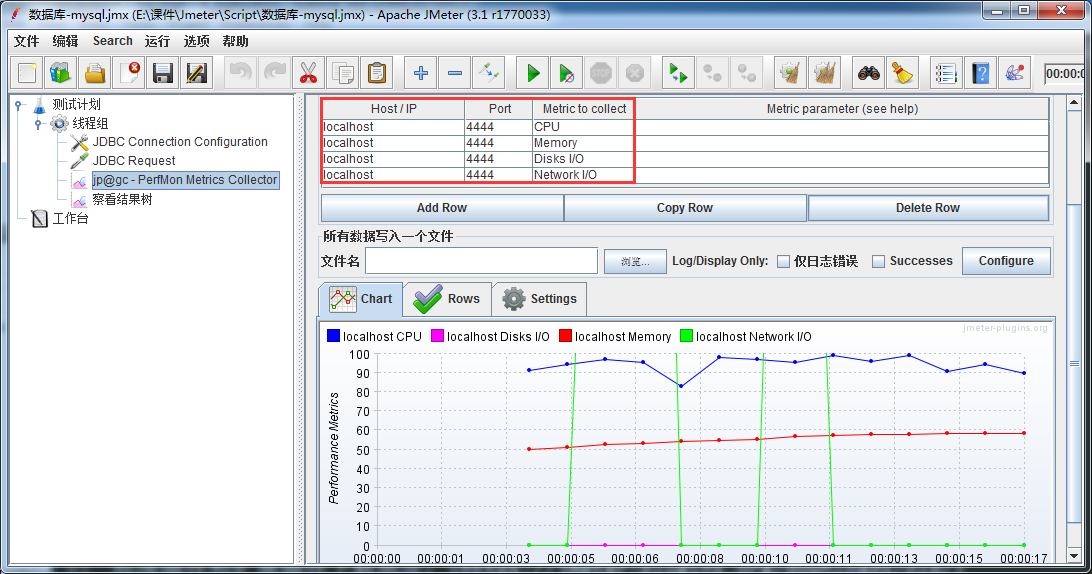 数据库-mysql.jmx (E:\课件\Jmeter\Script\数据库-mysql.jmx) - Apache JMeter (3.1 r1770033)
文件 编辑 Search 运行 选项 帮助
STOP
00:00:0
测试计划
线程组
JDBC Connection Configuration
JDBC Request
jp@gc - PerfMon Metrics Collector
察看结果树
工作台
Host / IP Port Metric to collect Metric parameter (see help)
localhost 4444 CPU
localhost 4444 Memory
localhost 4444 Disks I/O
localhost 4444 Network I/O
Add Row Copy Row Delete Row
所有数据写入一个文件
文件名 浏览... Log/Display Only: 仅日志错误 Successes Configure
Chart Rows Settings
jmeter-plugins.org
localhost CPU localhost Disks I/O localhost Memory localhost Network I/O
Performance Metrics
100
90
80
70
60
50
40
30
20
10
0
00:00:00 00:00:01 00:00:03 00:00:05 00:00:06 00:00:08 00:00:10 00:00:11 00:00:13 00:00:15 00:00:17